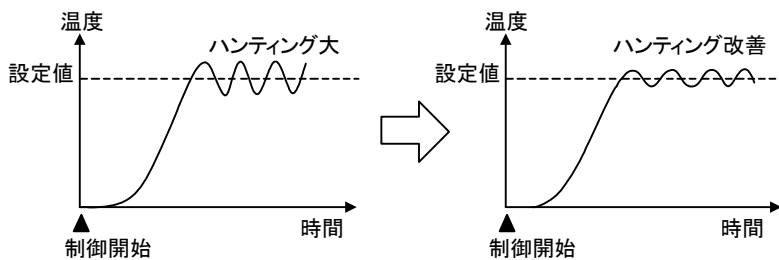 温度
ハンティング大
設定値
時間
制御開始
温度
ハンティング改善
設定値
時間
制御開始